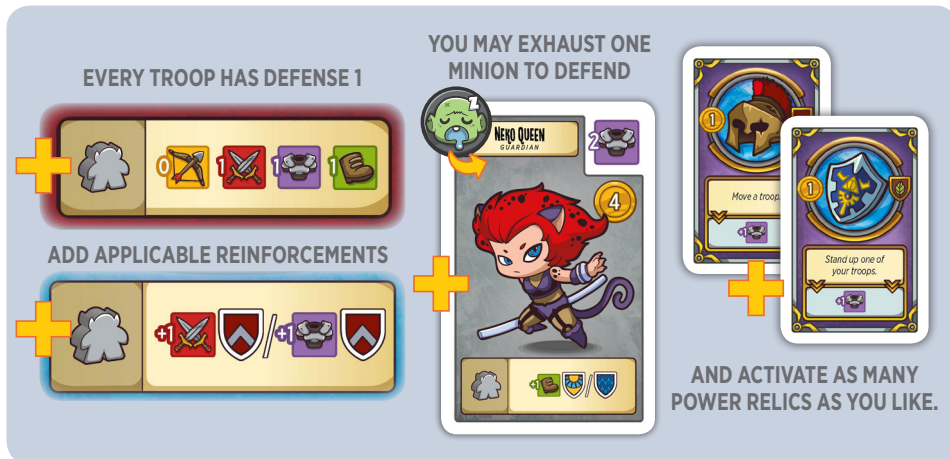 EVERY TROOP HAS DEFENSE 1
0 1 1 1
ADD APPLICABLE REINFORCEMENTS
+1 / +1
YOU MAY EXHAUST ONE
MINION TO DEFEND
Z
NEKO QUEEN
GUARDIAN
2
4
+1 /
1
Move a troop.
+1
1
Stand up one of
your troops.
+1
AND ACTIVATE AS MANY
POWER RELICS AS YOU LIKE.